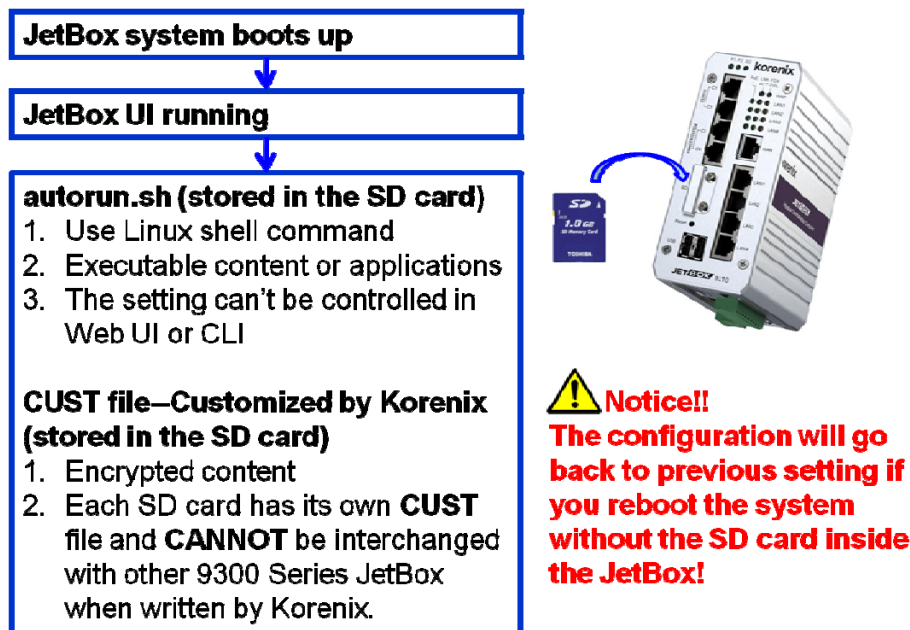 JetBox system boots up
JetBox UI running
autorun.sh (stored in the SD card)
1. Use Linux shell command
2. Executable content or applications
3. The setting can't be controlled in
Web UI or CLI
CUST file—Customized by Korenix
(stored in the SD card)
1. Encrypted content
2. Each SD card has its own CUST
file and CANNOT be interchanged
with other 9300 Series JetBox
when written by Korenix.
korenix
SD
1.0 GB
SD Memory Card
TOSHIBA
JETBOX
Notice!!
The configuration will go
back to previous setting if
you reboot the system
without the SD card inside
the JetBox!